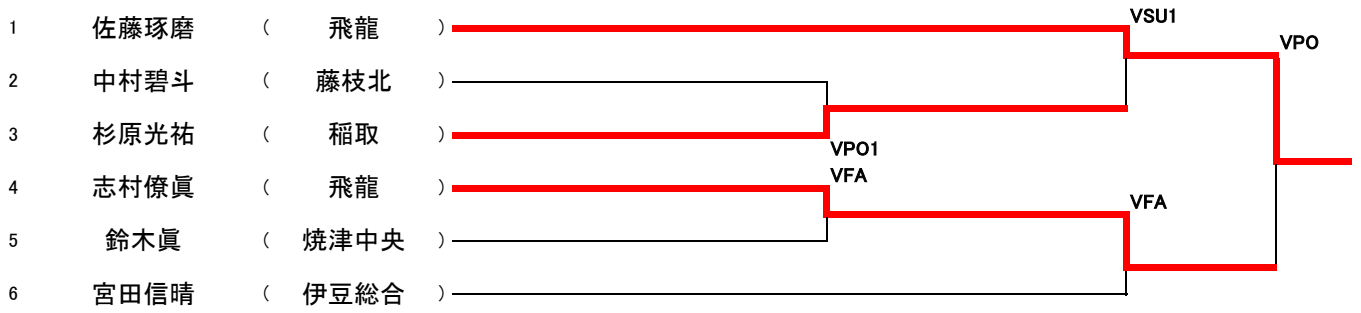 VSU1
1 佐藤琢磨 ( 飛龍 )
VPO
2 中村碧斗 ( 藤枝北 )
3 杉原光祐 ( 稲取 )
VPO1
VFA
4 志村僚眞 ( 飛龍 )
VFA
5 鈴木眞 ( 焼津中央 )
6 宮田信晴 ( 伊豆総合 )